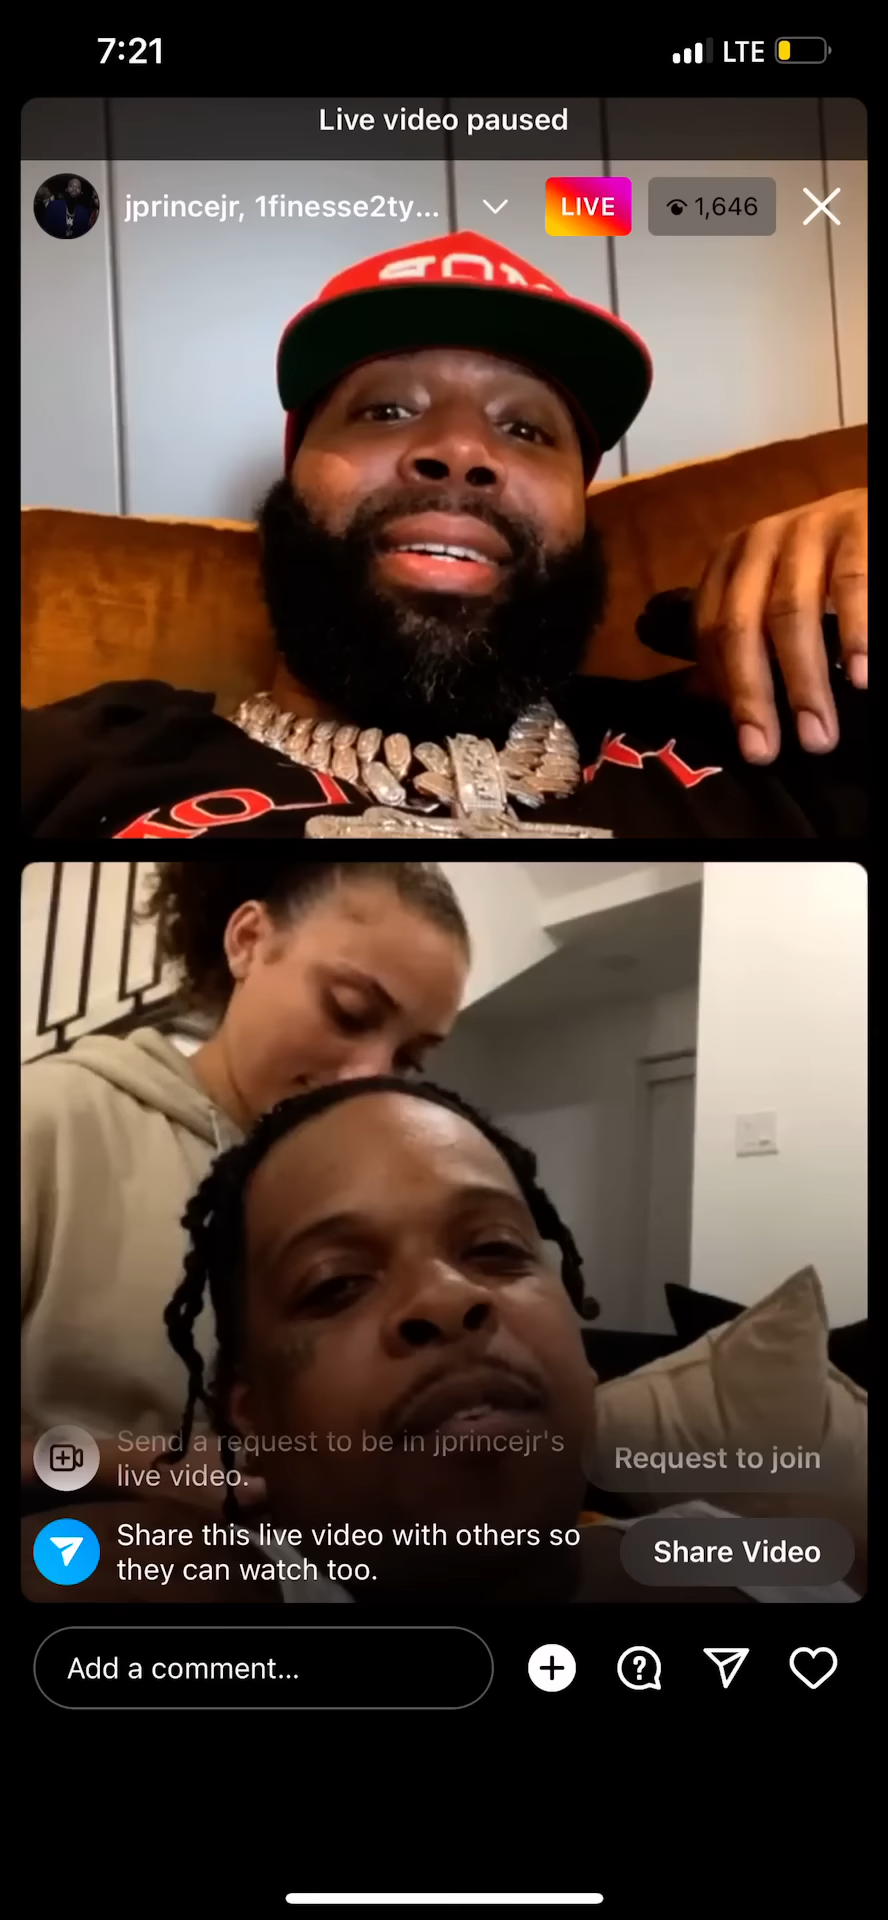 7:21
LTE
Live video paused
jprincejr, 1finesse2ty...
LIVE
1,646
Send a request to be in jprincejr's
live video.
Request to join
Share this live video with others so
they can watch too.
Share Video
Add a comment...